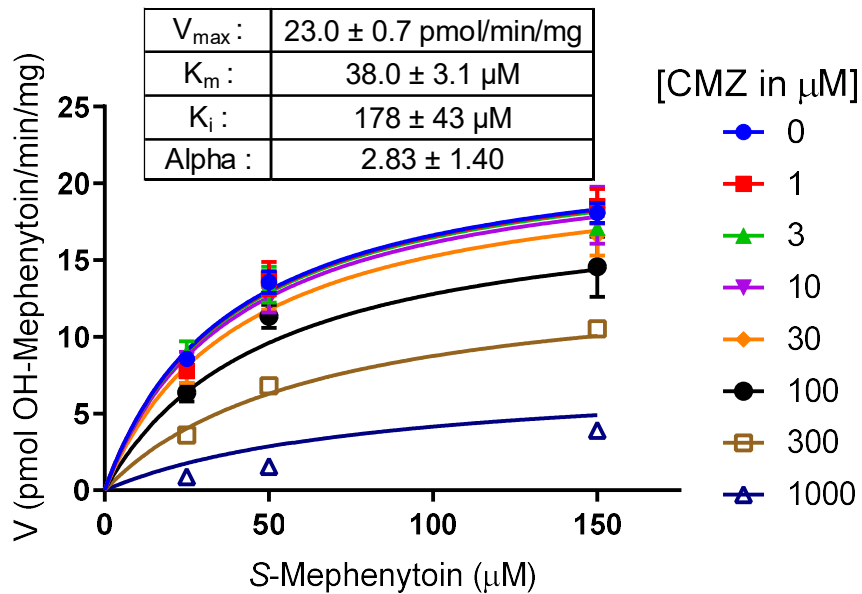 Vmax : 23.0 ± 0.7 pmol/min/mg
Km : 38.0 ± 3.1 µM
Ki : 178 ± 43 µM
Alpha : 2.83 ± 1.40
[CMZ in μM]
0
1
3
10
30
100
300
1000
V (pmol OH-Mephenytoin/min/mg)
25
20
15
10
5
0
0 50 100 150
S-Mephenytoin (μM)